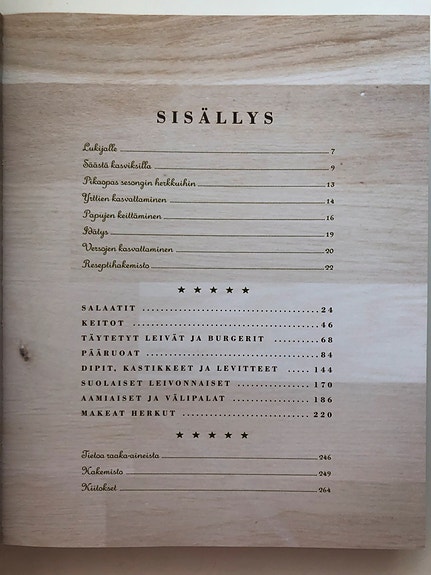 SISÄLLYS
Lukijalle 7
Säästä kasviksilla 9
Pikaopas sesongin herkkuihin 13
Yrttien kasvattaminen 14
Papujen keittäminen 16
Idätys 19
Versojen kasvattaminen 20
Reseptihakemisto 22
★ ★ ★ ★ ★
SALAATIT 24
KEITOT 46
TÄYTETYT LEIVÄT JA BURGERIT 68
PÄÄRUOAT 84
DIPIT, KASTIKKEET JA LEVITTEET 144
SUOLAISET LEIVONNAISET 170
AAMIAISET JA VÄLIPALAT 186
MAKEAT HERKUT 220
★ ★ ★ ★ ★
Tietoa raaka-aineista 246
Hakemisto 249
Kiitokset 264